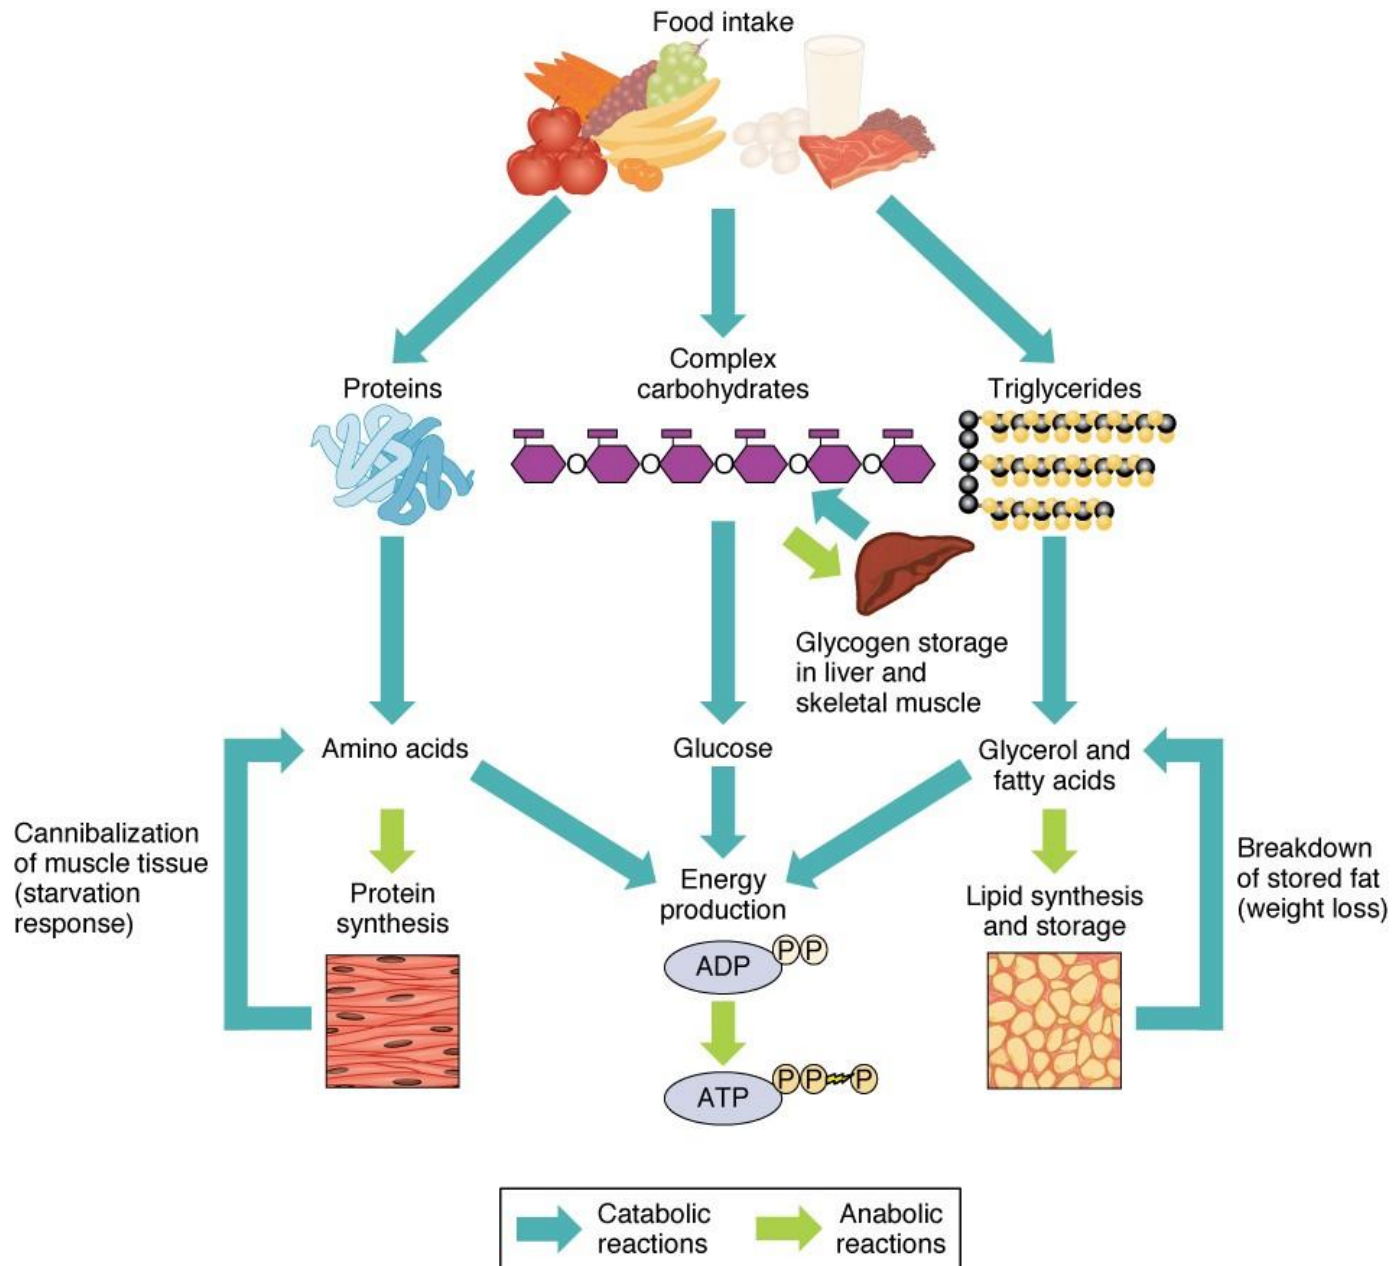 Food intake
Proteins
Complex
carbohydrates
Triglycerides
O O O O O
Glycogen storage
in liver and
skeletal muscle
Amino acids
Glucose
Glycerol and
fatty acids
Cannibalization
of muscle tissue
(starvation
response)
Protein
synthesis
Energy
production
Lipid synthesis
and storage
Breakdown
of stored fat
(weight loss)
ADP P P
ATP P P P
Catabolic
reactions
Anabolic
reactions